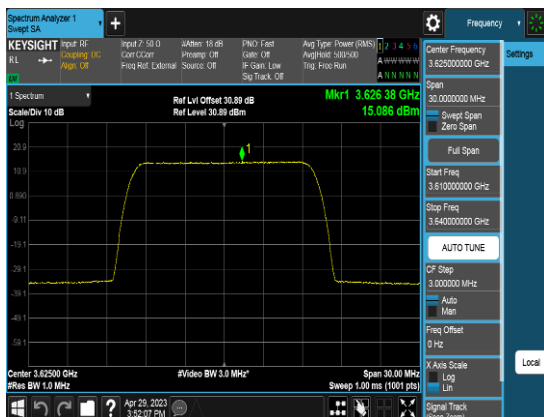 Spectrum Analyzer 1
Swept SA
+
Frequency
KEYSIGHT
RL
Input: RF
Coupling: DC
Align: Off
Input Z: 50 Ω
Corr CCorr
Freq Ref: External
#Atten: 18 dB
Preamp: Off
Source: Off
PNO: Fast
Gate: Off
IF Gain: Low
Sig Track: Off
Avg Type: Power (RMS)
Avg|Hold: 500/500
Trig: Free Run
1 2 3 4 5 6
A W W W W W
A N N N N N
1 Spectrum
Scale/Div 10 dB
Log
Ref Lvl Offset 30.89 dB
Ref Level 30.89 dBm
Mkr1 3.626 38 GHz
15.086 dBm
1
20.9
10.9
0.890
-9.11
-19.1
-29.1
-39.1
-59.1
Center 3.62500 GHz
#Res BW 1.0 MHz
#Video BW 3.0 MHz*
Span 30.00 MHz
Sweep 1.00 ms (1001 pts)
Apr 29, 2023
3:52:07 PM
?
Center Frequency
3.625000000 GHz
Span
30.0000000 MHz
Swept Span
Zero Span
Full Span
Start Freq
3.610000000 GHz
Stop Freq
3.640000000 GHz
AUTO TUNE
CF Step
3.000000 MHz
Auto
Man
Freq Offset
0 Hz
X Axis Scale
Log
Lin
Signal Track
Settings
Local